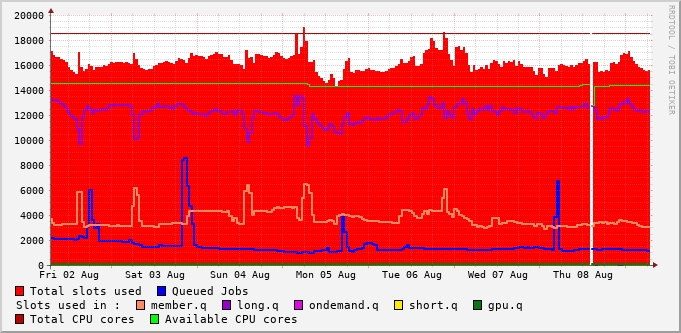 20000
18000
16000
14000
12000
10000
8000
6000
4000
2000
0
Fri 02 Aug Sat 03 Aug Sun 04 Aug Mon 05 Aug Tue 06 Aug Wed 07 Aug Thu 08 Aug
Total slots used Queued Jobs
Slots used in : member.q long.q ondemand.q short.q gpu.q
Total CPU cores Available CPU cores
RRDTOOL / TOBI OETIKER